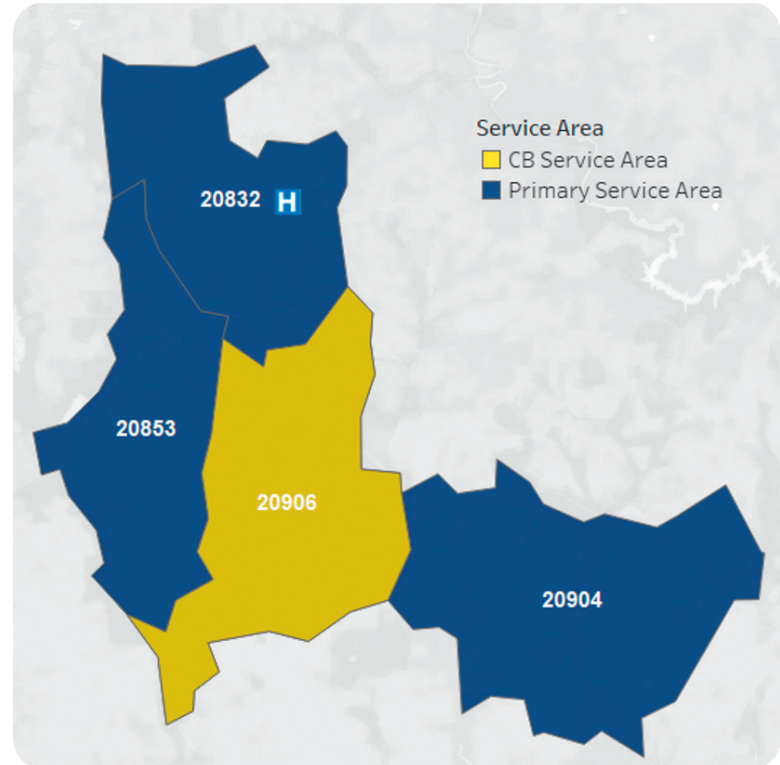 Service Area
CB Service Area
Primary Service Area
20832 H
20853
20906
20904